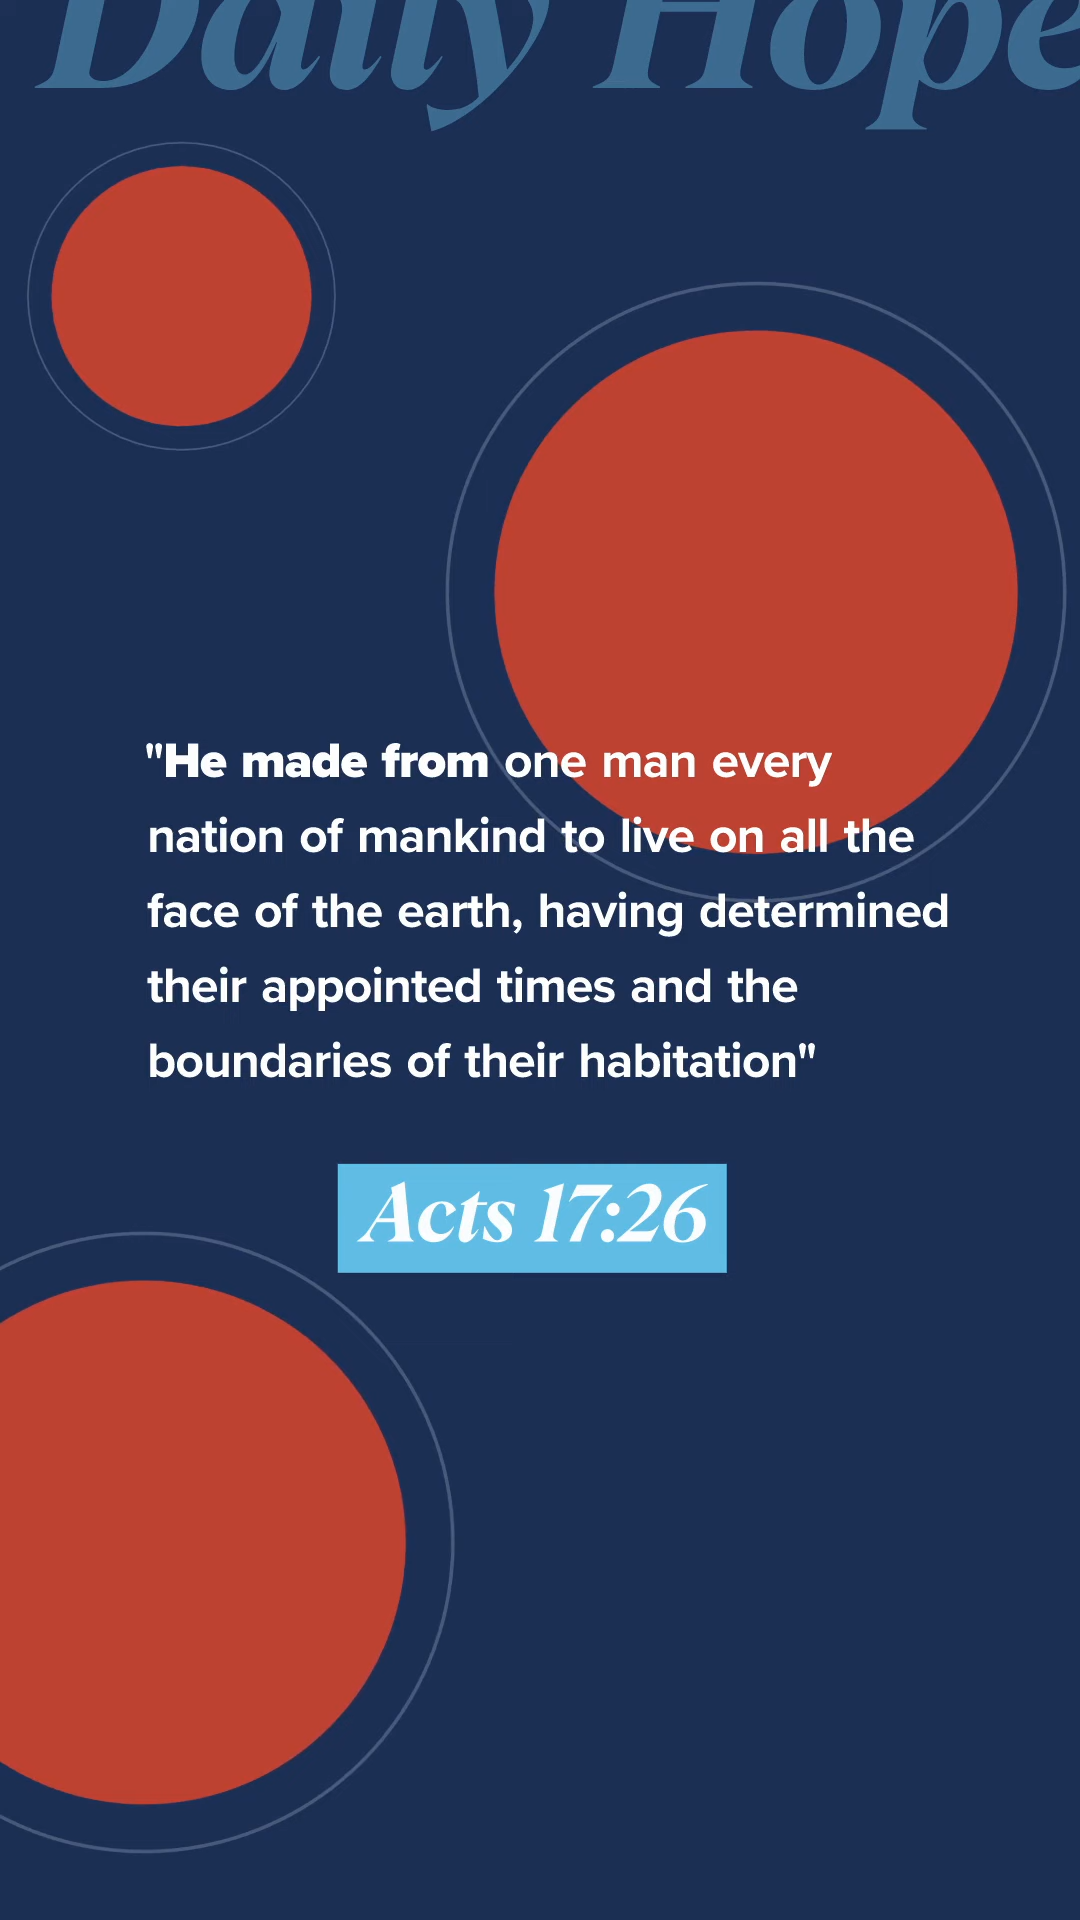 Daily Hope
"He made from one man every
nation of mankind to live on all the
face of the earth, having determined
their appointed times and the
boundaries of their habitation"
Acts 17:26